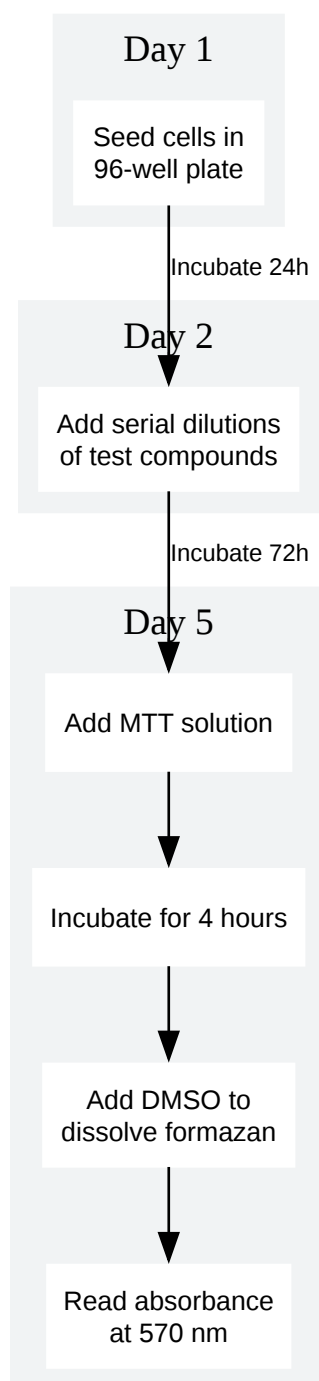 Day 1
Seed cells in
96-well plate
Incubate 24h
Day 2
Add serial dilutions
of test compounds
Incubate 72h
Day 5
Add MTT solution
Incubate for 4 hours
Add DMSO to
dissolve formazan
Read absorbance
at 570 nm